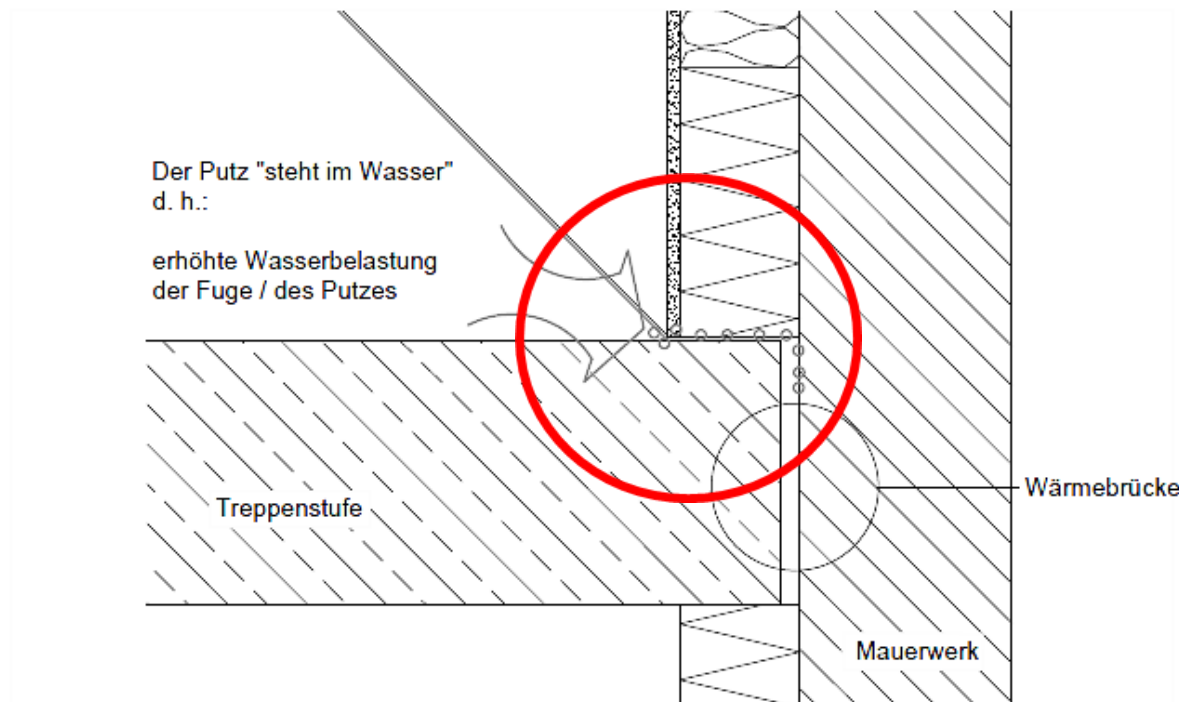 Der Putz "steht im Wasser"
d. h.:
erhöhte Wasserbelastung
der Fuge / des Putzes
Treppenstufe
Wärmebrücke
Mauerwerk